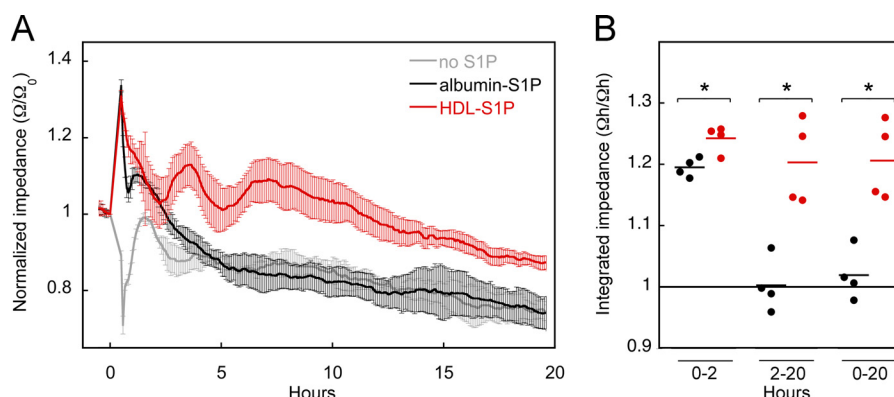 A
Normalized impedance (Ω/Ω0)
1.4
1.2
1
0.8
no S1P
albumin-S1P
HDL-S1P
0
5
10
15
20
Hours
B
Integrated impedance (Ωh/Ωh)
1.3
1.2
1.1
1
0.9
* * *
0-2
2-20
0-20
Hours